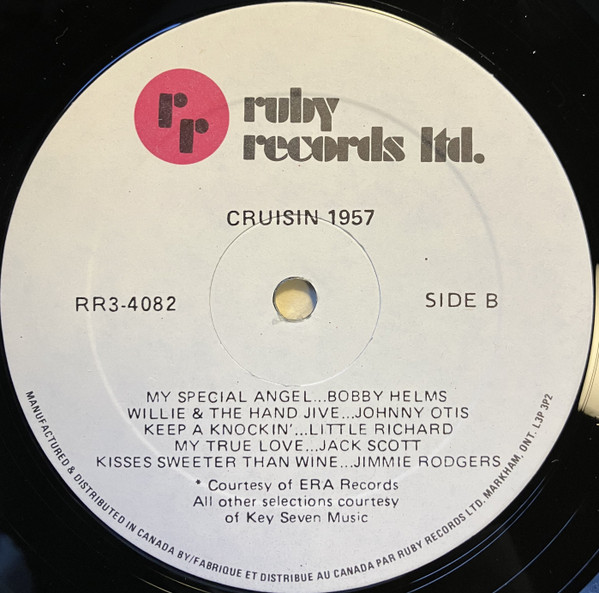 rr
ruby
records ltd.
CRUISIN 1957
RR3-4082
SIDE B
MY SPECIAL ANGEL...BOBBY HELMS
WILLIE & THE HAND JIVE...JOHNNY OTIS
KEEP A KNOCKIN'...LITTLE RICHARD
MY TRUE LOVE...JACK SCOTT
KISSES SWEETER THAN WINE...JIMMIE RODGERS
* Courtesy of ERA Records
All other selections courtesy
of Key Seven Music
MANUFACTURED & DISTRIBUTED IN CANADA BY/FABRIQUE ET DISTRIBUE AU CANADA PAR RUBY RECORDS LTD. MARKHAM, ONT. L3P 3P2